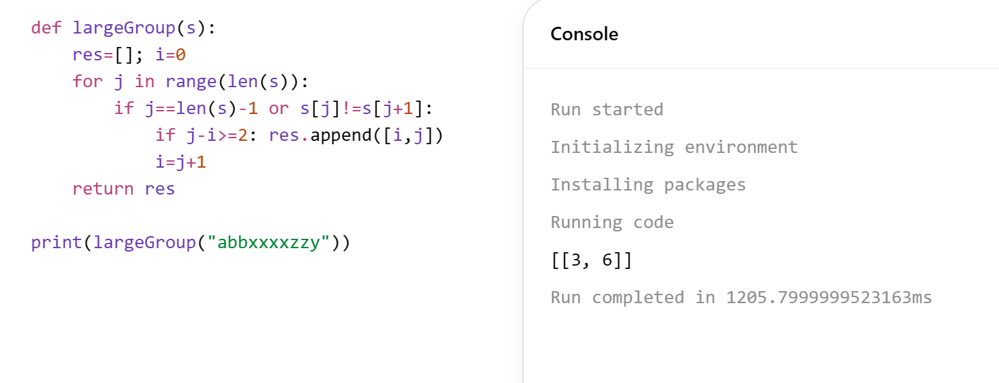 def largeGroup(s):
    res=[]; i=0
    for j in range(len(s)):
        if j==len(s)-1 or s[j]!=s[j+1]:
            if j-i>=2: res.append([i,j])
            i=j+1
    return res
print(largeGroup("abbxxxxzzy"))
Console
Run started
Initializing environment
Installing packages
Running code
[[3, 6]]
Run completed in 1205.7999999523163ms